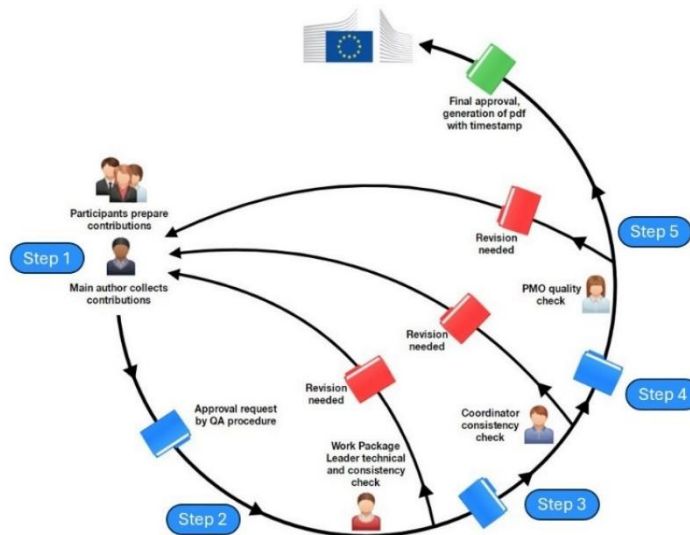 Final approval,
generation of pdf
with timestamp
Participants prepare
contributions
Step 1
Main author collects
contributions
Revision
needed
Step 5
PMO quality
check
Revision
needed
Step 4
Revision
needed
Coordinator
consistency
check
Approval request
by QA procedure
Work Package
Leader technical
and consistency
check
Step 2
Step 3